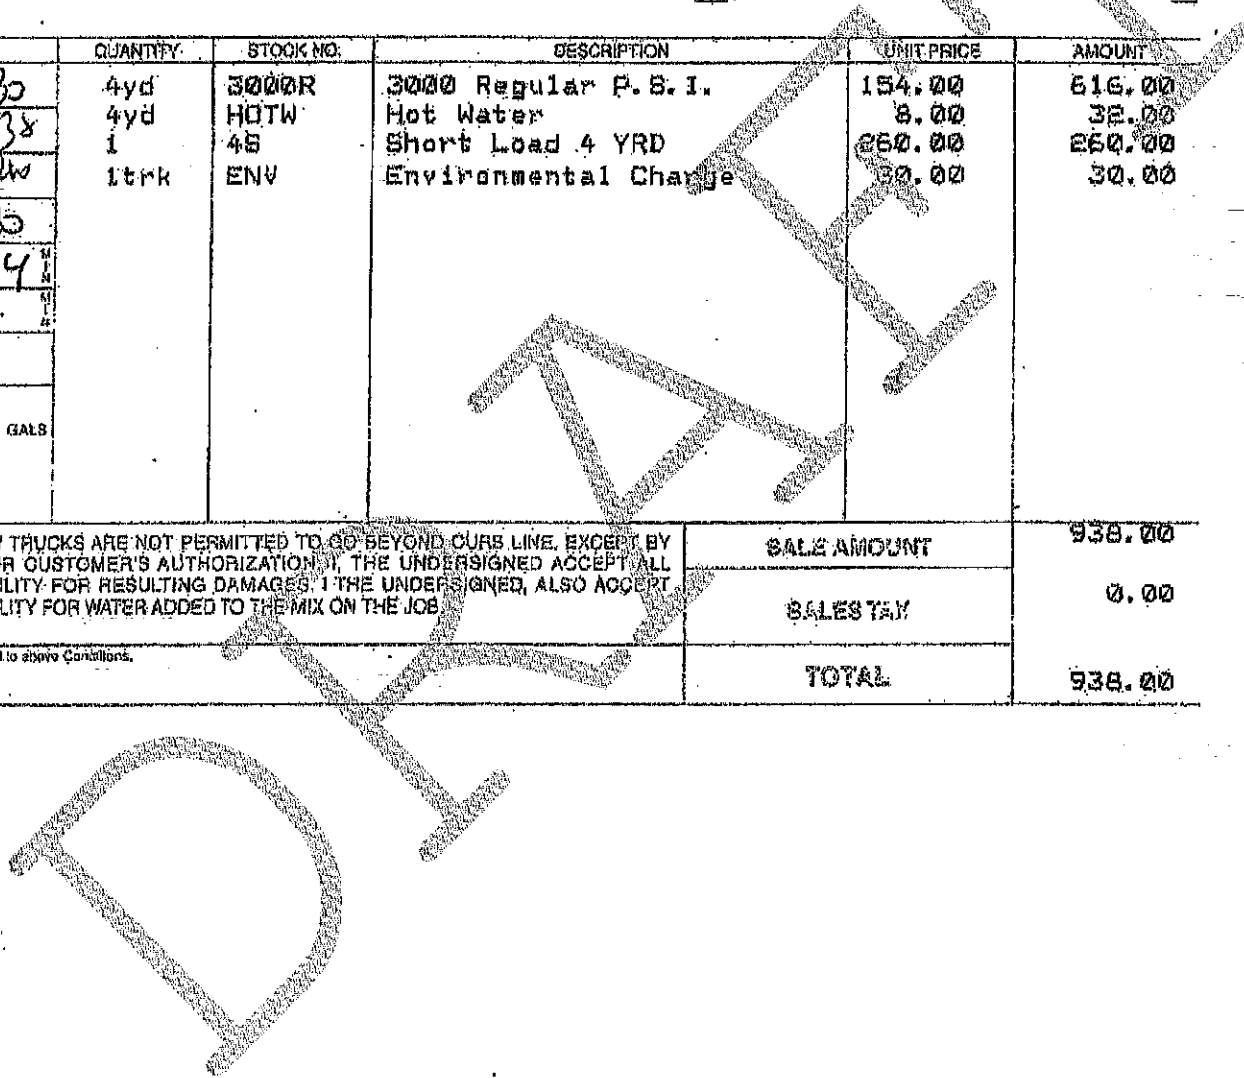 QUANTITY STOCK NO. DESCRIPTION UNIT PRICE AMOUNT
4yd 3000R 3000 Regular P.S.I. 154.00 616.00
4yd HOTW Hot Water 8.00 32.00
1 4S Short Load 4 YRD 260.00 260.00
1trk ENV Environmental Charge 30.00 30.00
GALS
TRUCKS ARE NOT PERMITTED TO GO BEYOND CURB LINE, EXCEPT BY
CUSTOMER'S AUTHORIZATION. I, THE UNDERSIGNED ACCEPT ALL
ILITY FOR RESULTING DAMAGES. I THE UNDERSIGNED, ALSO ACCEPT
LITY FOR WATER ADDED TO THE MIX ON THE JOB.
to above Conditions.
SALE AMOUNT 938.00
SALES TAX 0.00
TOTAL 938.00
DRAFT